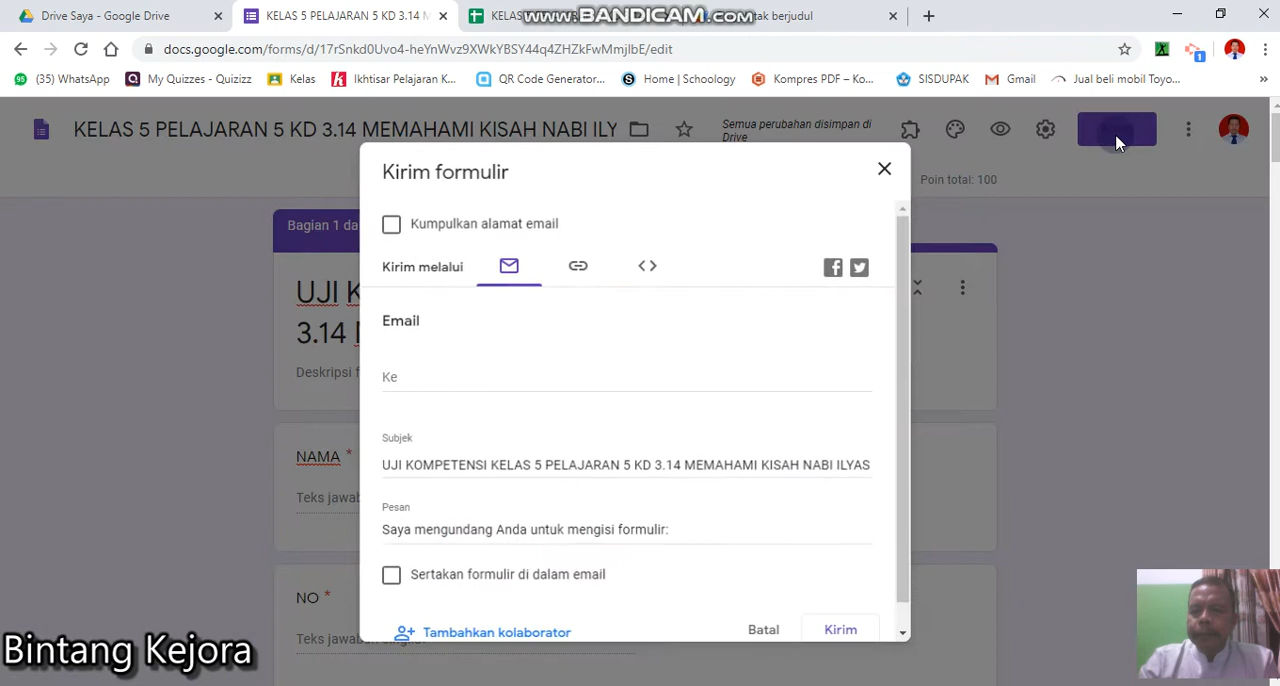 Drive Saya - Google Drive
KELAS 5 PELAJARAN 5 KD 3.14 M
KELAS
www.BANDICAM.com
tak berjudul
docs.google.com/forms/d/17rSnkd0Uvo4-heYnWvz9XWkYBSY44q4ZHZkFwMmjIbE/edit
(35) WhatsApp
My Quizzes - Quizizz
Kelas
Ikhtisar Pelajaran K...
QR Code Generator...
Home | Schoology
Kompres PDF – Ko...
SISDUPAK
Gmail
Jual beli mobil Toyo...
»
KELAS 5 PELAJARAN 5 KD 3.14 MEMAHAMI KISAH NABI ILY
Semua perubahan disimpan di
Drive
Poin total: 100
Bagian 1 da
UJI K
3.14 M
Deskripsi f
NAMA *
Teks jawab
NO *
Kirim formulir
Kumpulkan alamat email
Kirim melalui
Email
Ke
Subjek
UJI KOMPETENSI KELAS 5 PELAJARAN 5 KD 3.14 MEMAHAMI KISAH NABI ILYAS
Pesan
Saya mengundang Anda untuk mengisi formulir:
Sertakan formulir di dalam email
Tambahkan kolaborator
Batal
Kirim
Bintang Kejora